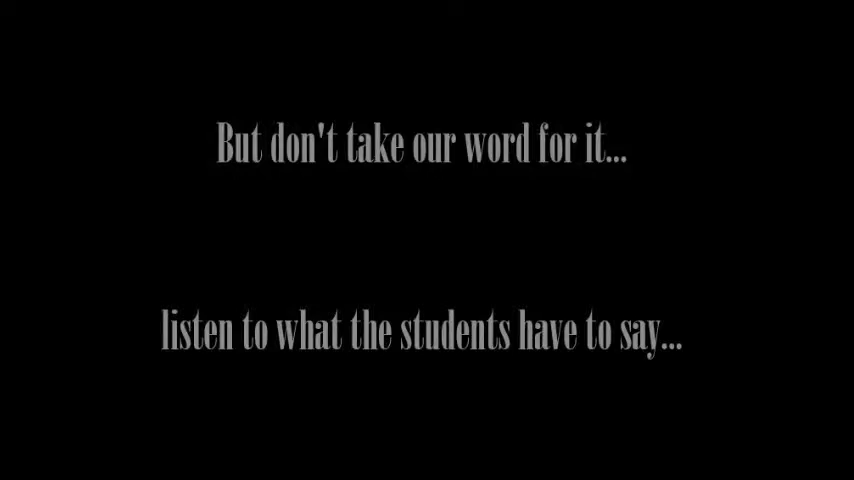 But don't take our word for it...
listen to what the students have to say...